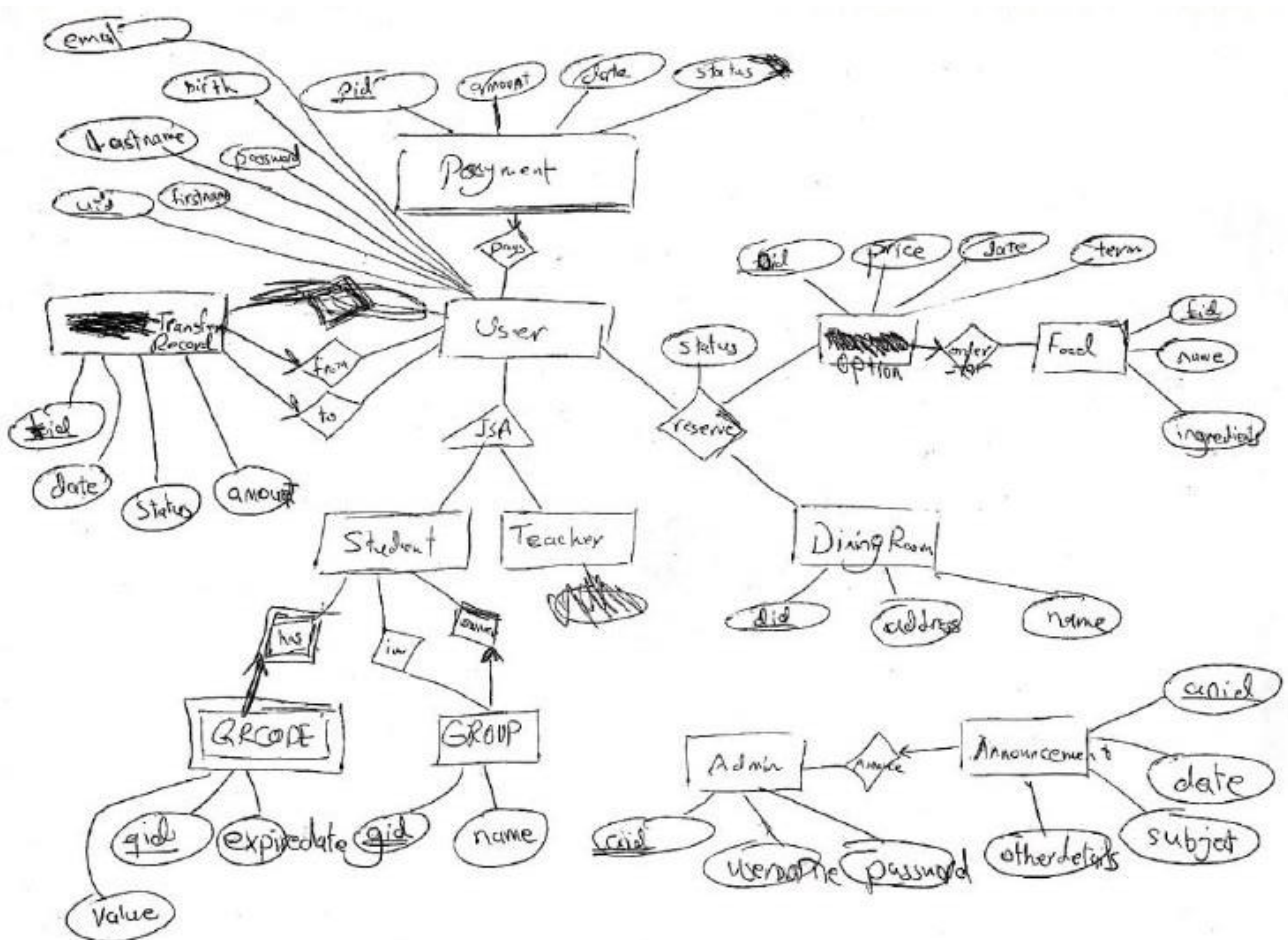 email
birth
pid
amount
date
status
lastname
password
Payment
uid
firstname
pays
oid
price
date
term
Transfer
Record
User
status
Option
Food
fid
name
from
to
reserve
ingredients
ISA
tid
date
Status
amount
Student
Teacher
Dining Room
did
address
name
has
in
owner
anid
QRCODE
GROUP
Admin
Announcement
date
qid
expiredate
gid
name
aid
username
password
otherdetails
subject
Value